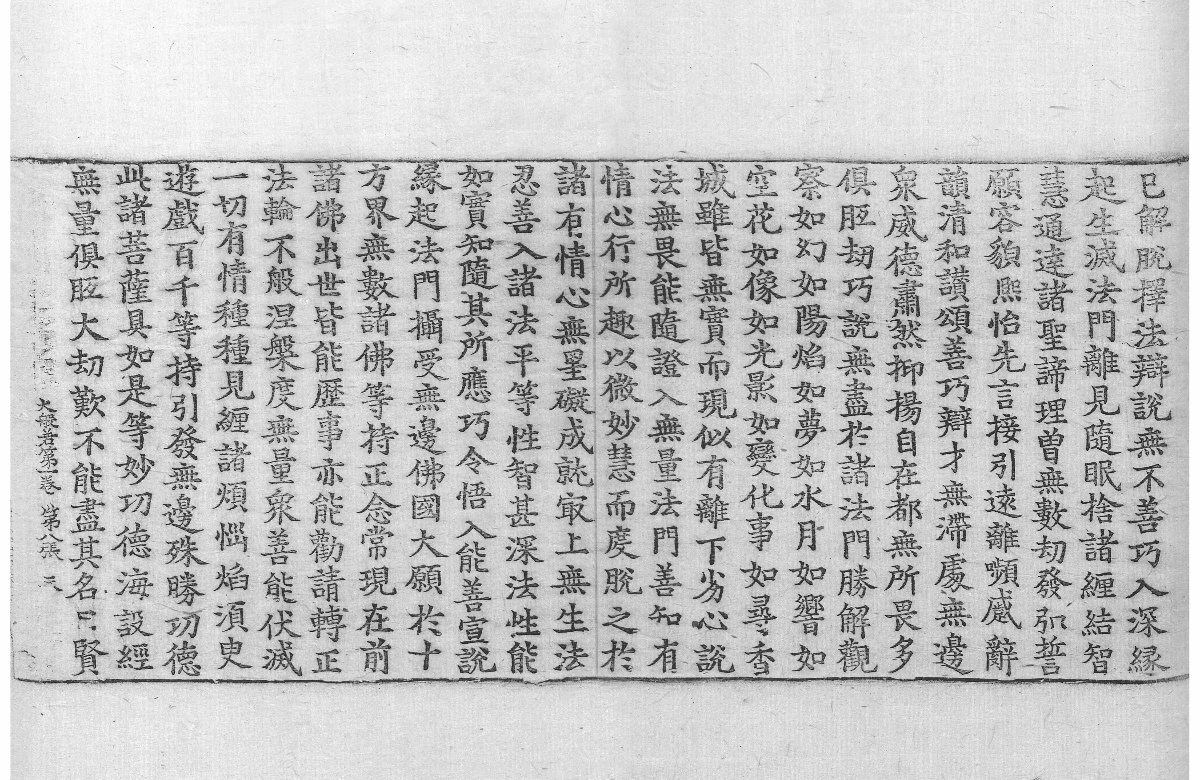 已解脫擇法辯說無不善巧入深緣
起生滅法門離見隨眠捨諸纏結智
慧通達諸聖諦理曾無數劫發弘誓
願容貌熙怡先言接引遠離嚬蹙辭
韻清和讃頌善巧辯才無滯處無邊
衆威德肅然抑揚自在都無所畏多
俱胝劫巧說無盡於諸法門勝解觀
察如幻如陽焰如夢如水月如響如
空花如像如光影如變化事如尋香
城雖皆無實而現似有離下劣心說
法無畏能隨證入無量法門善知有
情心行所趣以微妙慧而度脫之於
諸有情心無罣礙成就㝡上無生法
忍善入諸法平等性智甚深法性能
如實知隨其所應巧令悟入能善宣說
緣起法門攝受無邊佛國大願於十
方界無數諸佛等持正念常現在前
諸佛出世皆能歷事亦能勸請轉正
法輪不般涅槃度無量衆善能伏滅
一切有情種種見纏諸煩惱焰須臾
遊戲百千等持引發無邊殊勝功德
此諸菩薩具如是等妙功德海設經
無量俱胝大劫歎不能盡其名曰賢
大般若第一卷 第八張 天